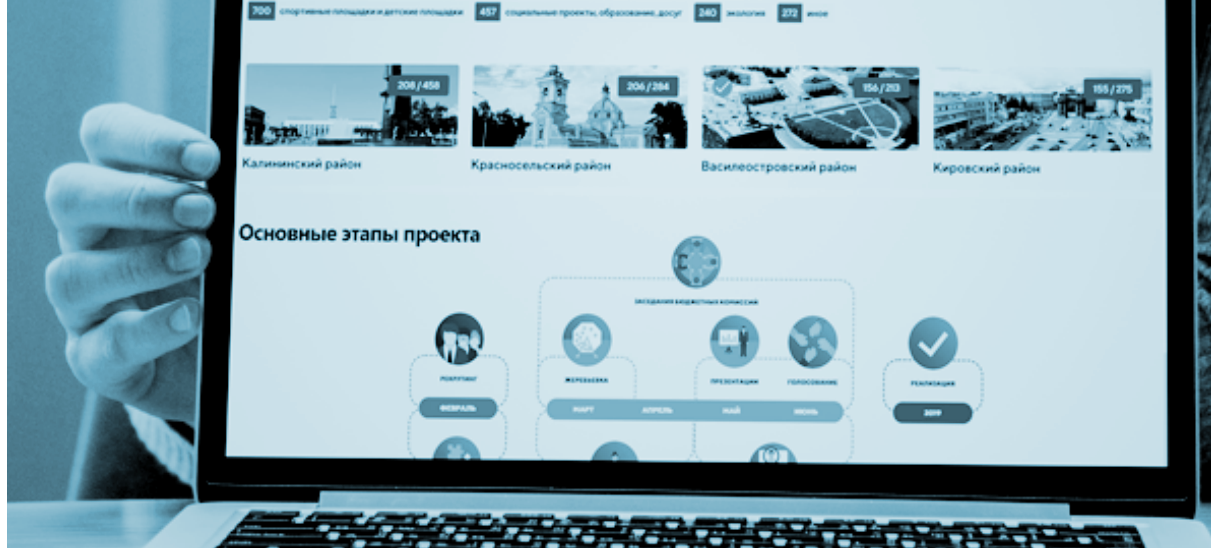 700 спортивные площадки и детские площадки 457 социальные проекты, образование, досуг 240 экология 272 иное
208 / 458 206 / 284 156 / 213 155 / 275
Калининский район Красносельский район Василеостровский район Кировский район
Основные этапы проекта
ЗАСЕДАНИЯ БЮДЖЕТНЫХ КОМИССИЙ
РЕКРУТИНГ ЖЕРЕБЬЕВКА ПРЕЗЕНТАЦИИ ГОЛОСОВАНИЕ РЕАЛИЗАЦИЯ
ФЕВРАЛЬ МАРТ АПРЕЛЬ МАЙ ИЮНЬ 2019